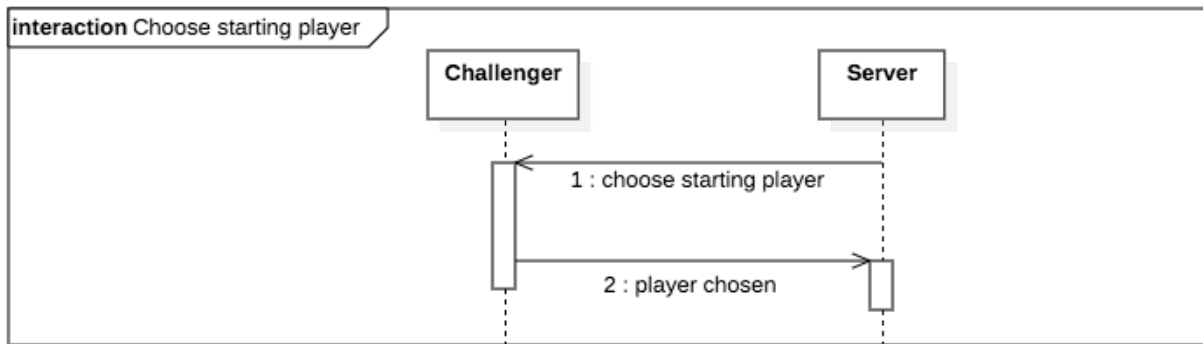 interaction Choose starting player
Challenger
Server
1 : choose starting player
2 : player chosen